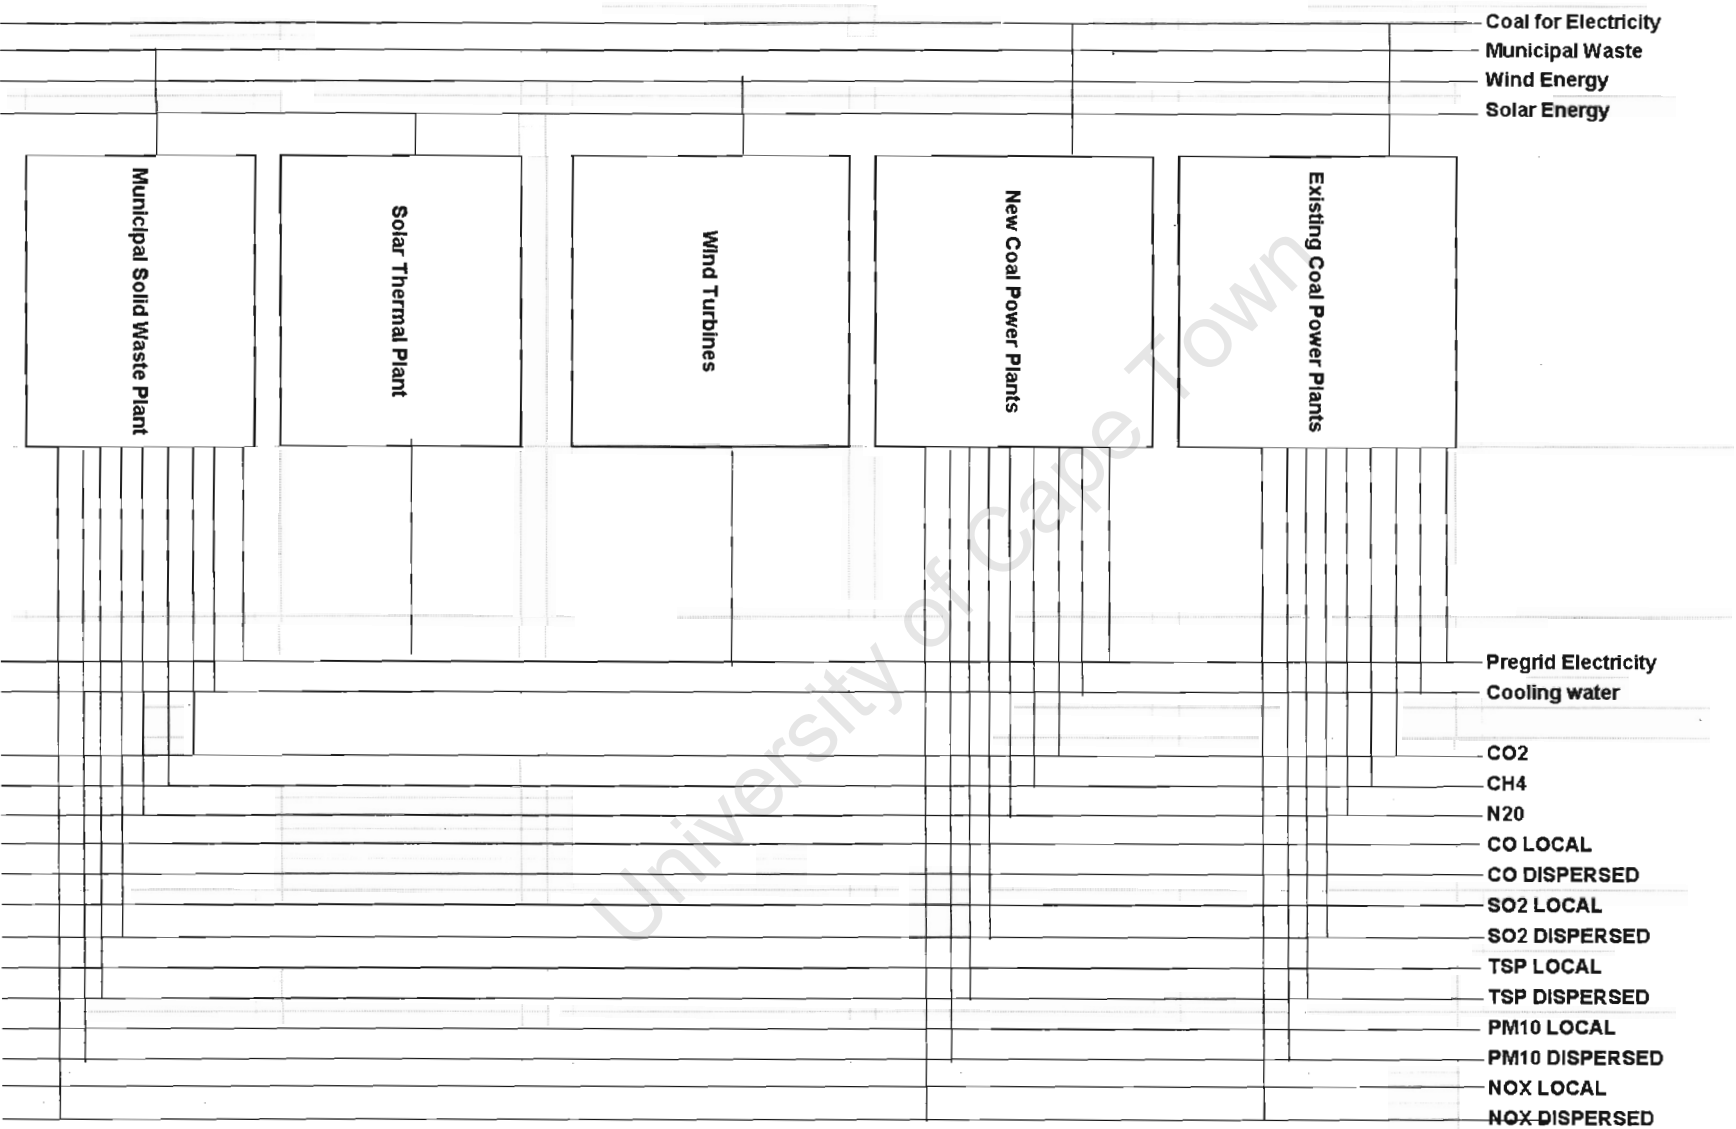 Coal for Electricity
Municipal Waste
Wind Energy
Solar Energy
Municipal Solid Waste Plant
Solar Thermal Plant
Wind Turbines
New Coal Power Plants
Existing Coal Power Plants
University of Cape Town
Pregrid Electricity
Cooling water
CO2
CH4
N20
CO LOCAL
CO DISPERSED
SO2 LOCAL
SO2 DISPERSED
TSP LOCAL
TSP DISPERSED
PM10 LOCAL
PM10 DISPERSED
NOX LOCAL
NOX DISPERSED